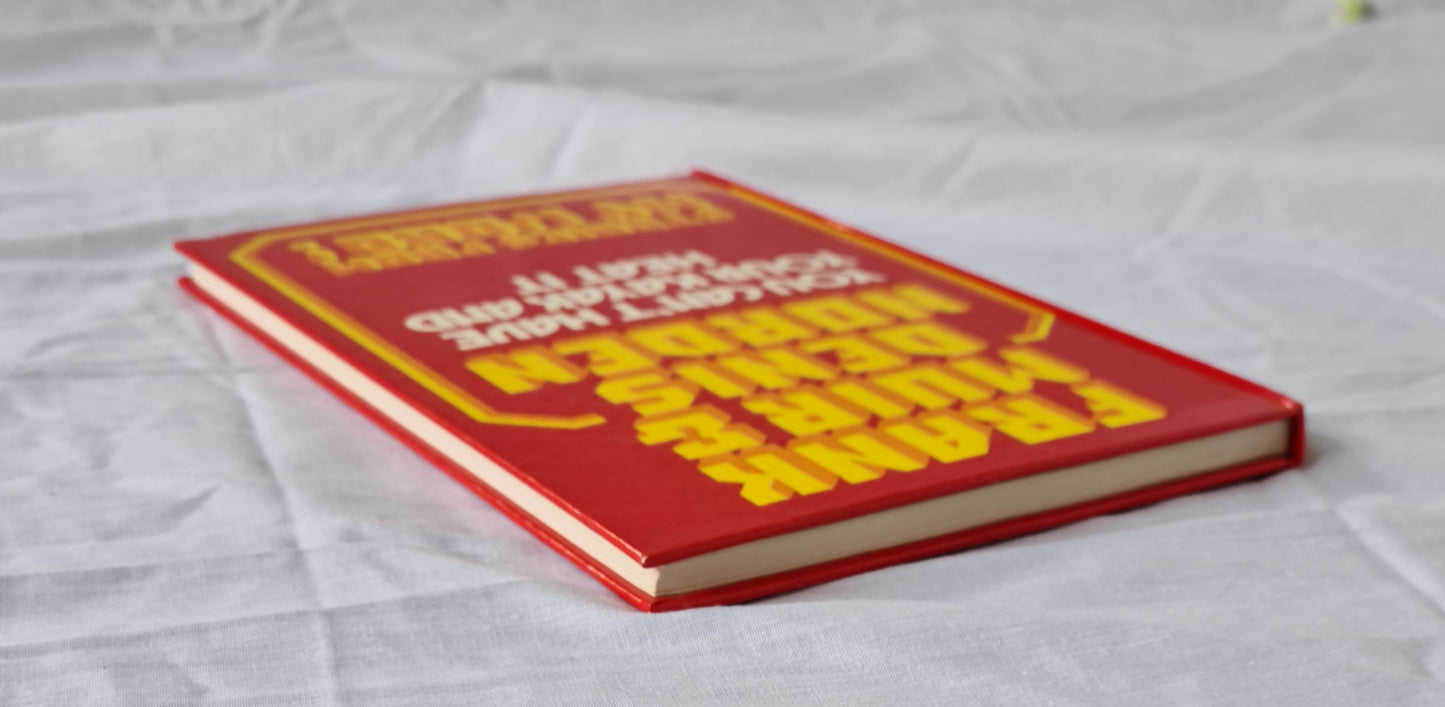 FRANK
MUIR &
DENIS
NORDEN
YOU CAN'T HAVE
YOUR KAYAK AND
HEAT IT